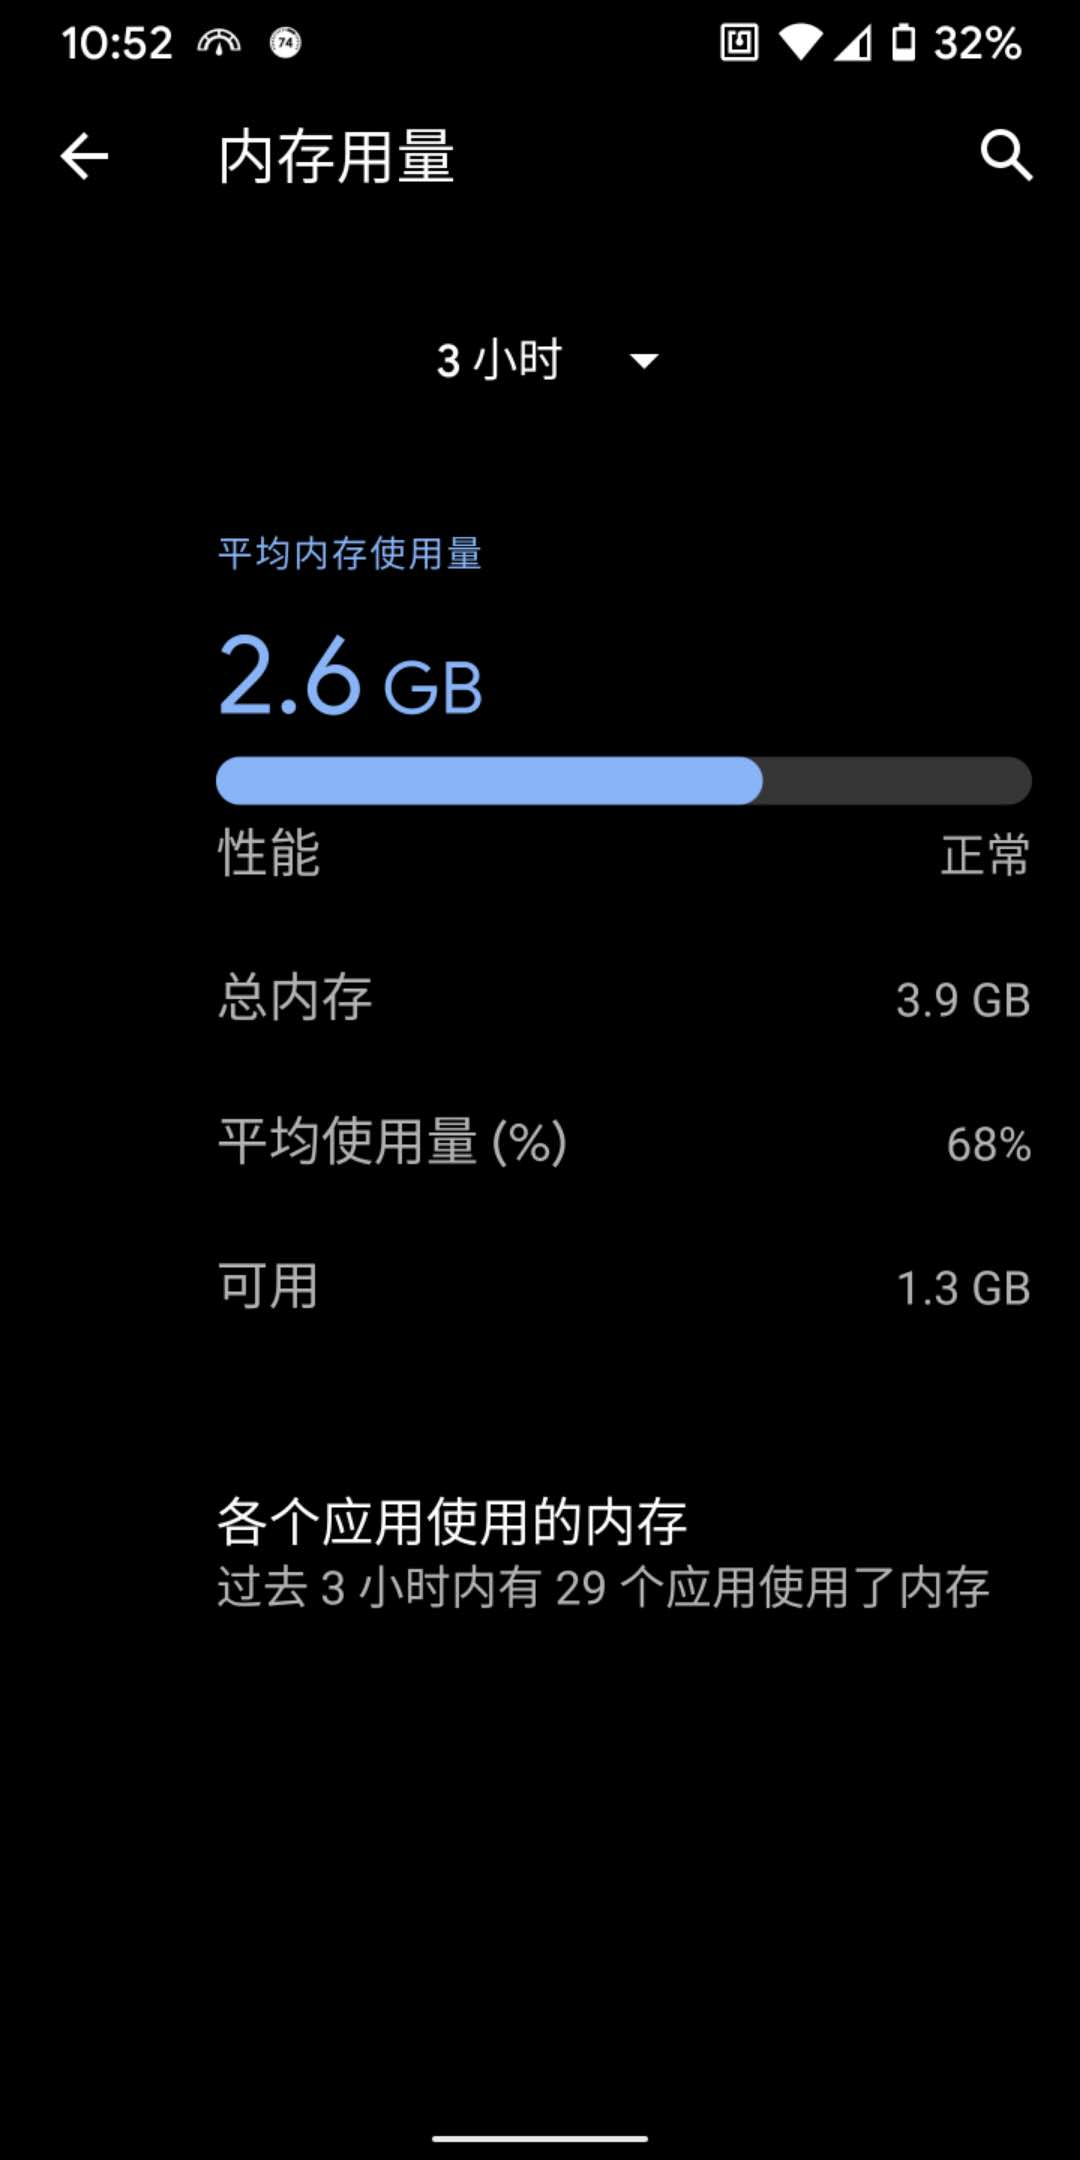 10:52 74 32%
内存用量
3 小时
平均内存使用量
2.6 GB
性能 正常
总内存 3.9 GB
平均使用量 (%) 68%
可用 1.3 GB
各个应用使用的内存
过去 3 小时内有 29 个应用使用了内存